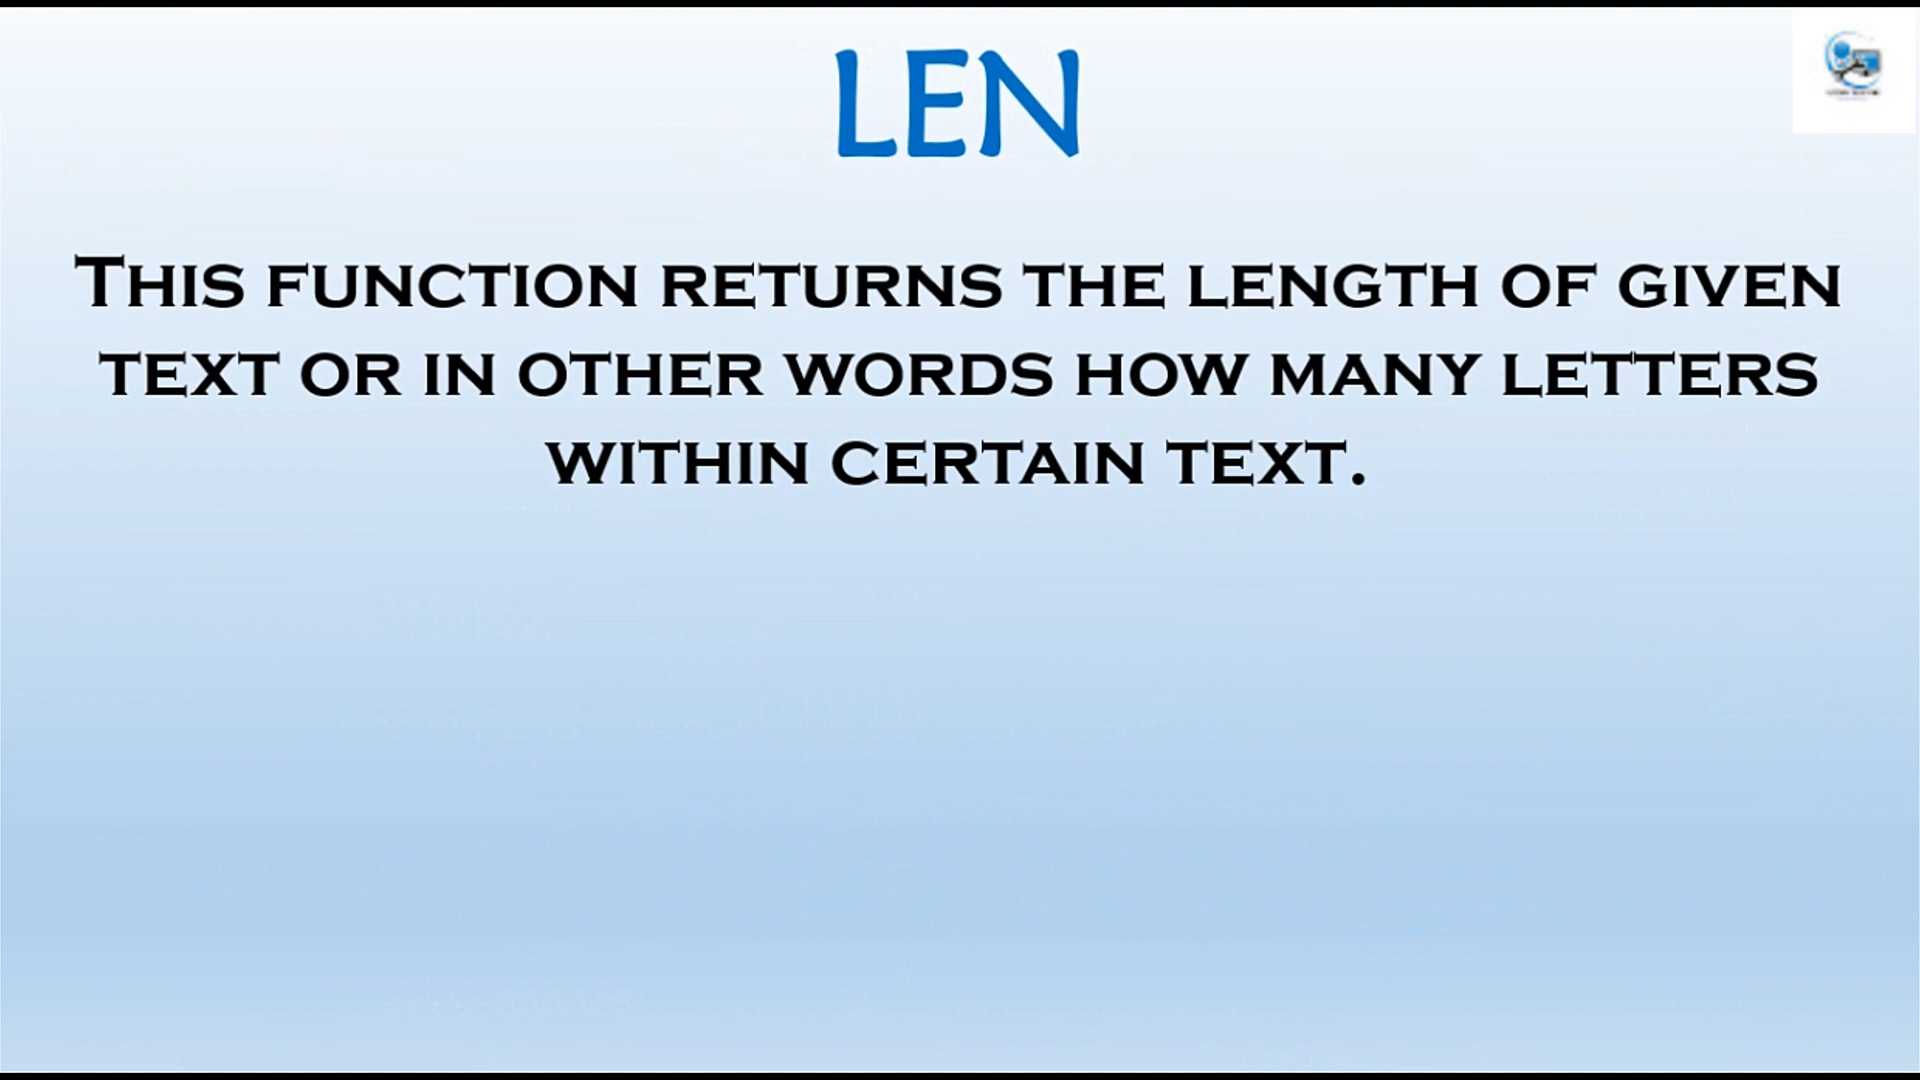 LEN
This function returns the length of given
text or in other words how many letters
within certain text.